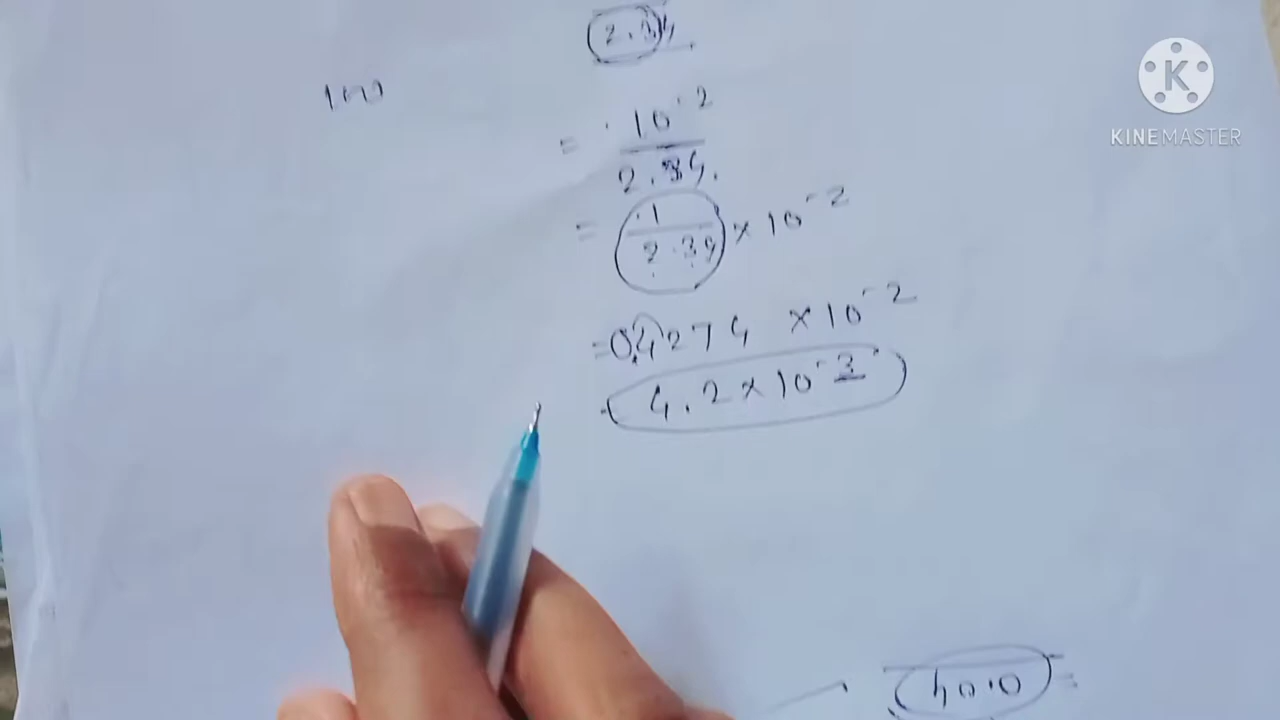 2.34
100
= 10⁻²
2.34.
= 1
2.34 × 10⁻²
=0.4274 × 10⁻²
4.2 × 10⁻³
400.0 =
K
KINEMASTER